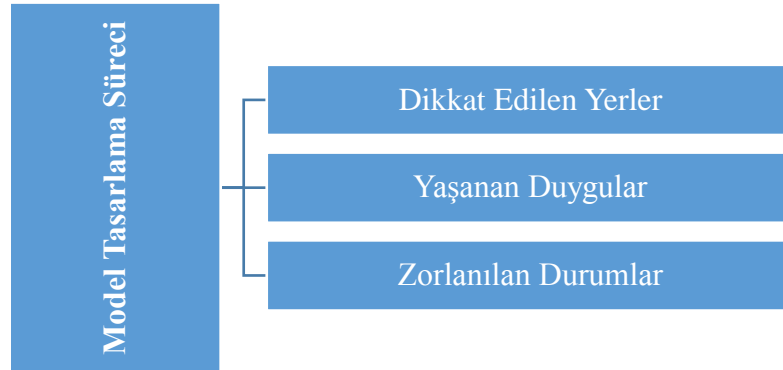 Model Tasarlama Süreci
Dikkat Edilen Yerler
Yaşanan Duygular
Zorlanılan Durumlar